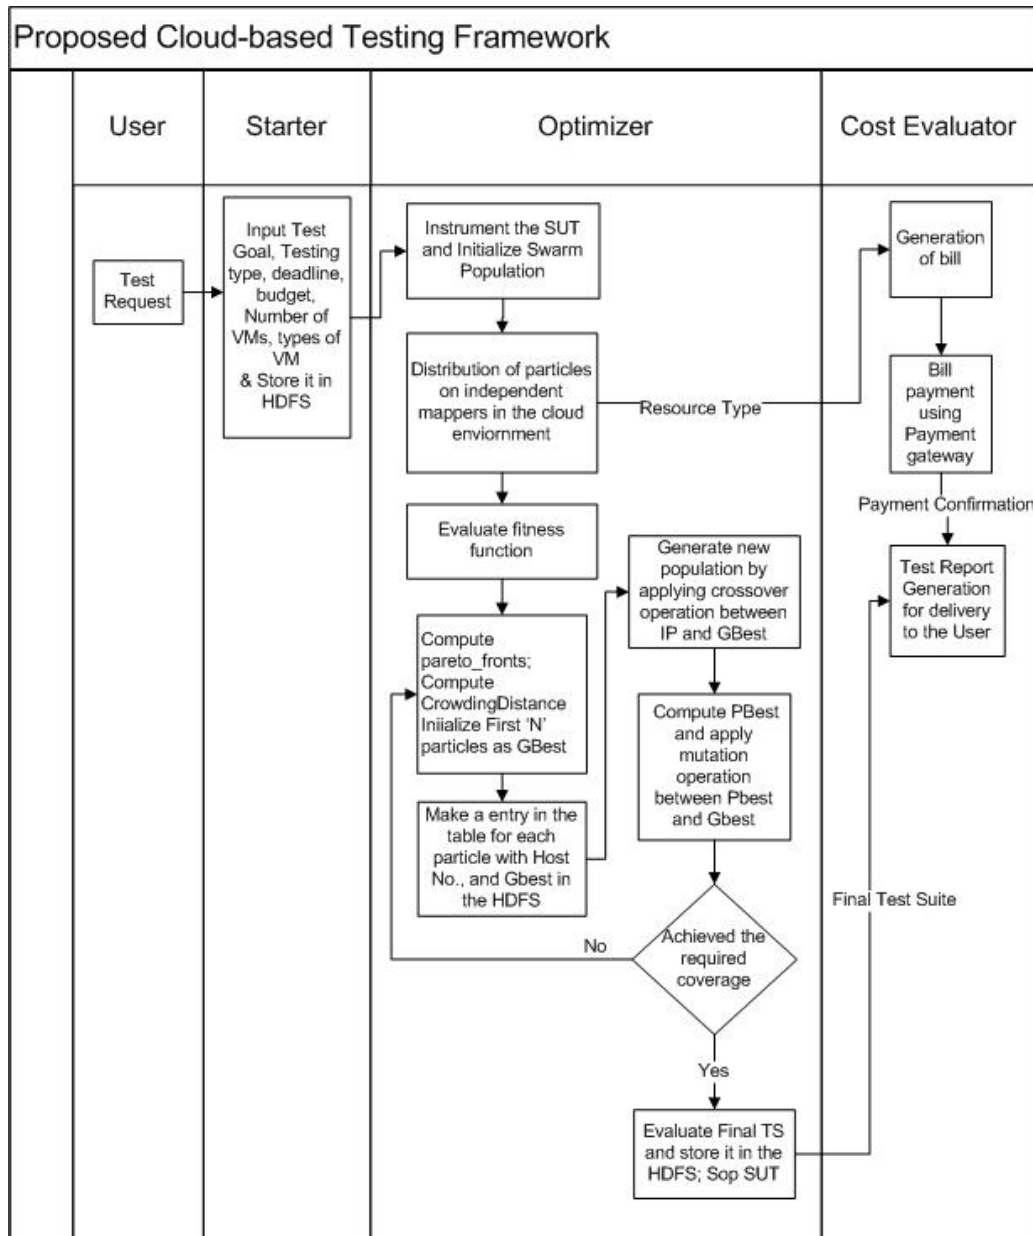 Proposed Cloud-based Testing Framework
User
Starter
Optimizer
Cost Evaluator
Test
Request
Input Test
Goal, Testing
type, deadline,
budget,
Number of
VMs, types of
VM
& Store it in
HDFS
Instrument the SUT
and Initialize Swarm
Population
Distribution of particles
on independent
mappers in the cloud
enviornment
Resource Type
Evaluate fitness
function
Compute
pareto_fronts;
Compute
CrowdingDistance
Iniialize First 'N'
particles as GBest
Make a entry in the
table for each
particle with Host
No., and Gbest in
the HDFS
Generate new
population by
applying crossover
operation between
IP and GBest
Compute PBest
and apply
mutation
operation
between Pbest
and Gbest
Achieved the
required
coverage
No
Yes
Evaluate Final TS
and store it in the
HDFS; Sop SUT
Generation
of bill
Bill
payment
using
Payment
gateway
Payment Confirmation
Test Report
Generation
for delivery
to the User
Final Test Suite